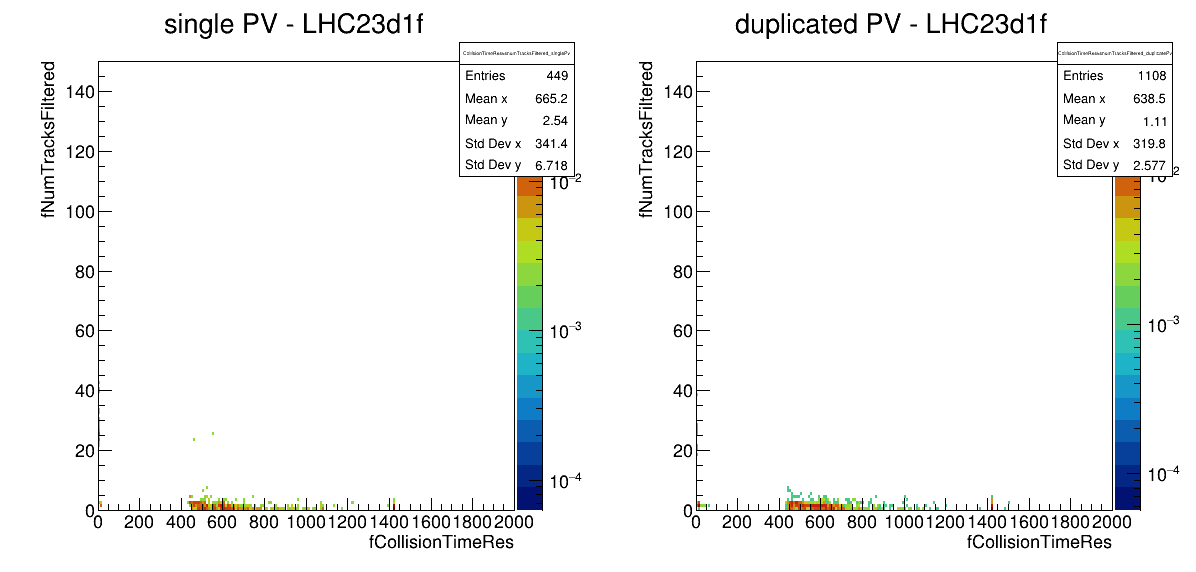 single PV - LHC23d1f
fNumTracksFiltered
Entries 449
Mean x 665.2
Mean y 2.54
Std Dev x 341.4
Std Dev y 6.718
140
120
100
80
60
40
20
0
0 200 400 600 800 1000 1200 1400 1600 1800 2000
fCollisionTimeRes
10⁻²
10⁻³
10⁻⁴
duplicated PV - LHC23d1f
fNumTracksFiltered
Entries 1108
Mean x 638.5
Mean y 1.11
Std Dev x 319.8
Std Dev y 2.577
140
120
100
80
60
40
20
0
0 200 400 600 800 1000 1200 1400 1600 1800 2000
fCollisionTimeRes
10⁻³
10⁻⁴